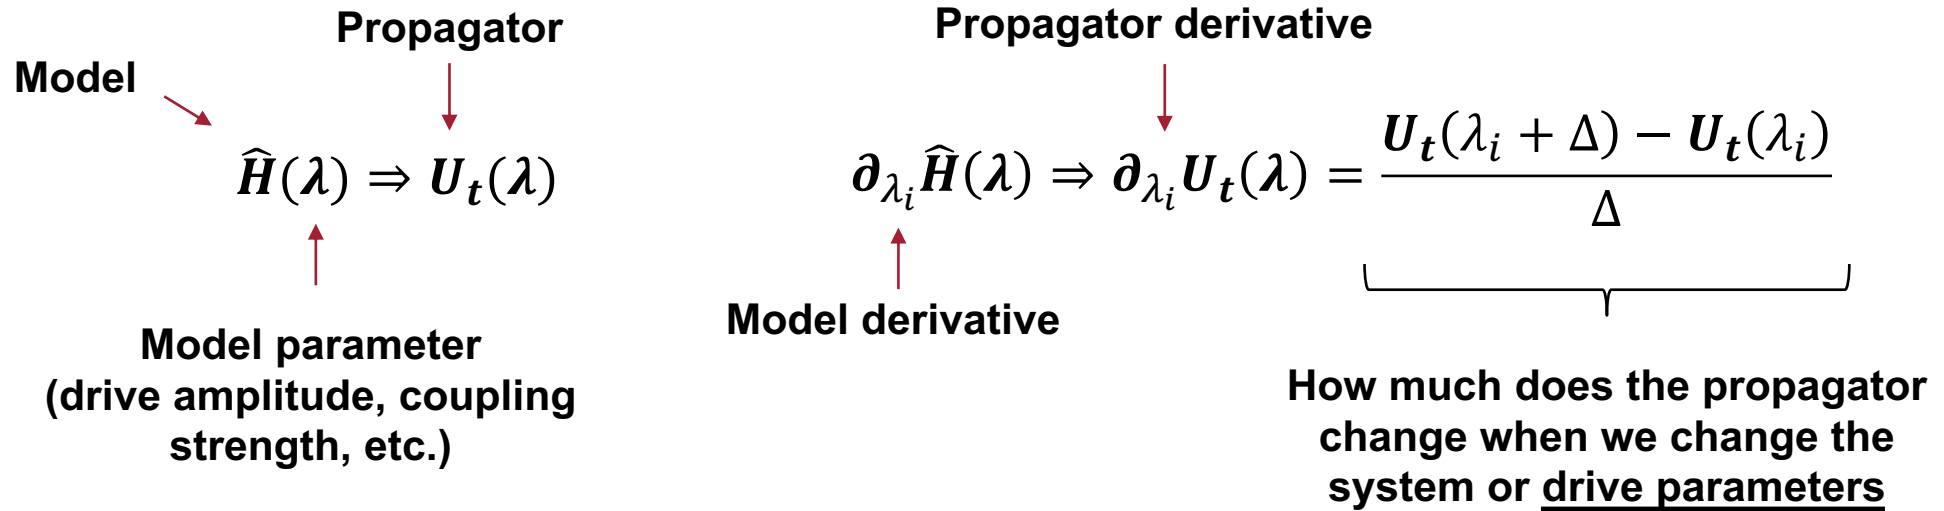 Propagator
Model
Ĥ(λ) ⇒ U_t(λ)
Model parameter
(drive amplitude, coupling
strength, etc.)
Propagator derivative
∂_{λ_i}Ĥ(λ) ⇒ ∂_{λ_i}U_t(λ) = \frac{U_t(λ_i + Δ) − U_t(λ_i)}{Δ}
Model derivative
How much does the propagator
change when we change the
system or drive parameters